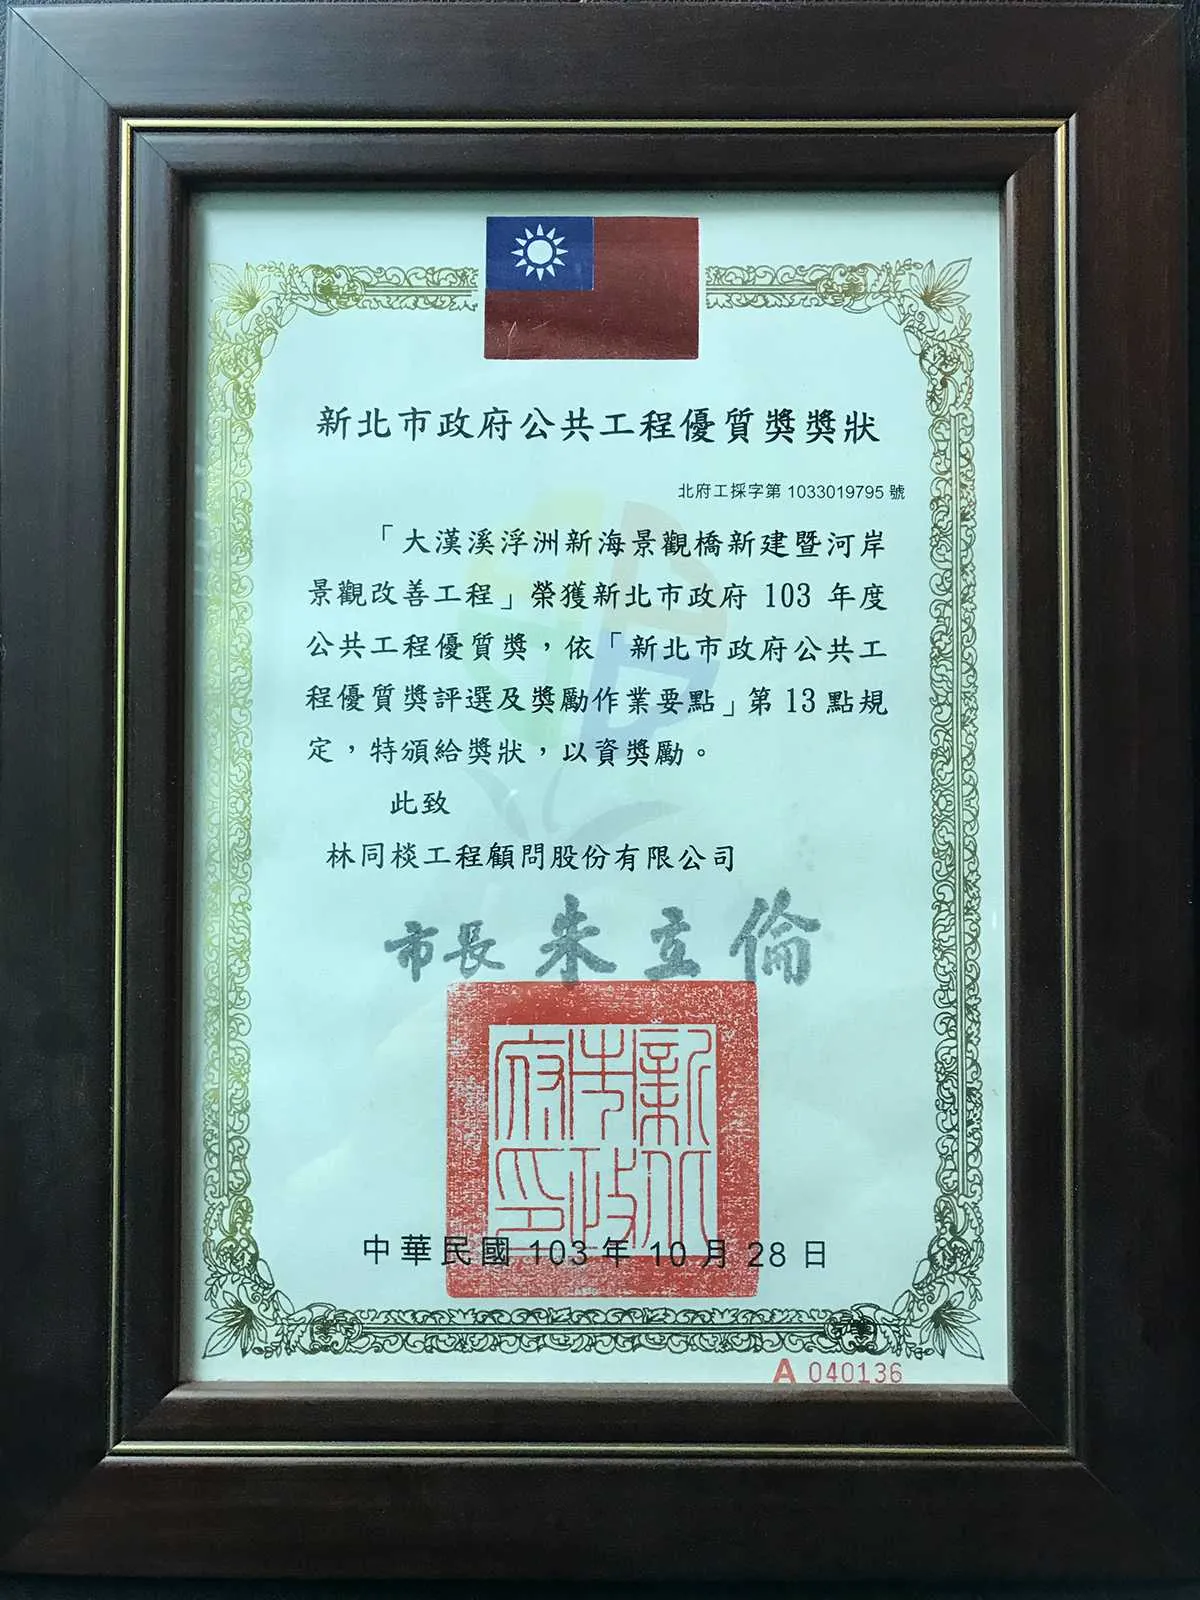 新北市政府公共工程優質獎獎狀
北府工採字第 1033019795 號
「大漢溪浮洲新海景觀橋新建暨河岸
景觀改善工程」榮獲新北市政府 103 年度
公共工程優質獎，依「新北市政府公共工
程優質獎評選及獎勵作業要點」第 13 點規
定，特頒給獎狀，以資獎勵。
此致
林同棪工程顧問股份有限公司
市長 朱立倫
新北市政府印
中華民國 103 年 10 月 28 日
A 040136